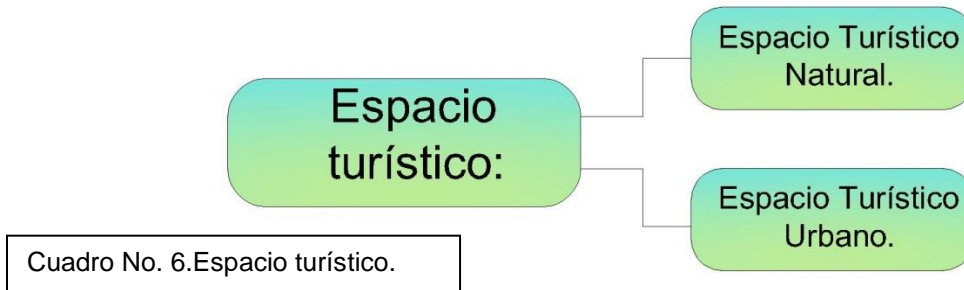 Espacio
turístico:
Espacio Turístico
Natural.
Espacio Turístico
Urbano.
Cuadro No. 6.Espacio turístico.